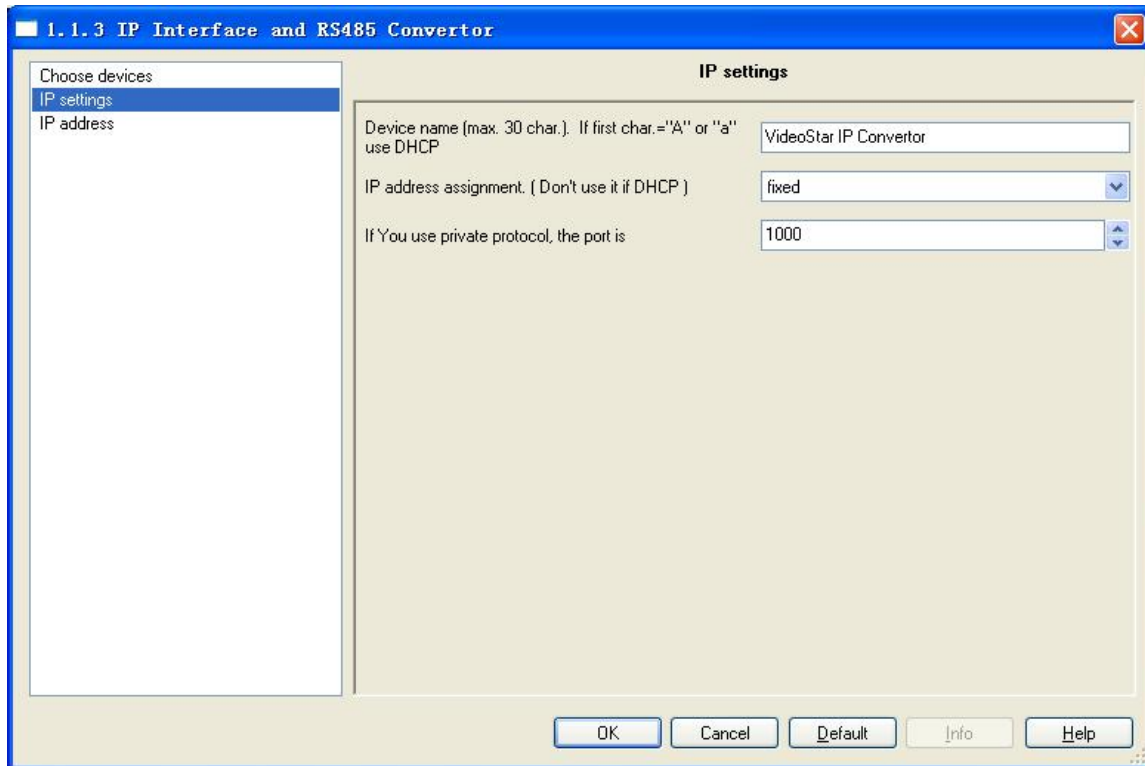 1.1.3 IP Interface and RS485 Convertor
Choose devices
IP settings
IP address
IP settings
Device name (max. 30 char.).  If first char.="A" or "a"
use DHCP
VideoStar IP Convertor
IP address assignment. ( Don't use it if DHCP )
fixed
If You use private protocol, the port is
1000
OK
Cancel
Default
Info
Help